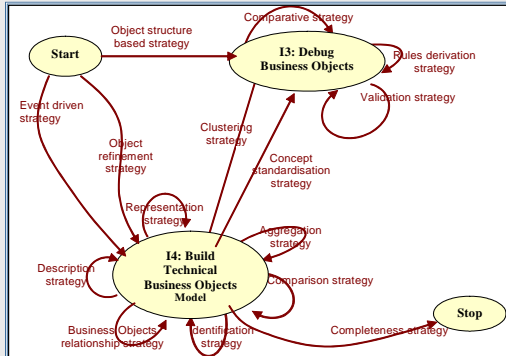 Comparative strategy
Object structure
based strategy
Start
I3: Debug
Business Objects
Rules derivation
strategy
Validation strategy
Event driven
strategy
Clustering
strategy
Object
refinement
strategy
Concept
standardisation
strategy
Representation
strategy
Aggregation
strategy
I4: Build
Technical
Business Objects
Model
Description
strategy
Comparison strategy
Stop
Business Objects
relationship strategy
Identification
strategy
Completeness strategy